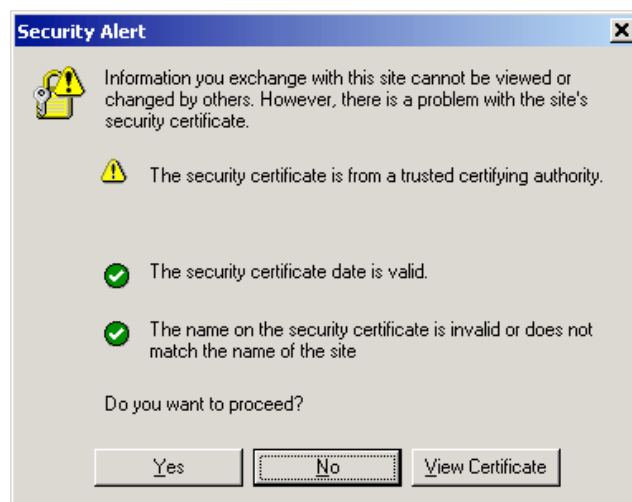 Security Alert
Information you exchange with this site cannot be viewed or
changed by others. However, there is a problem with the site's
security certificate.
The security certificate is from a trusted certifying authority.
The security certificate date is valid.
The name on the security certificate is invalid or does not
match the name of the site
Do you want to proceed?
Yes No View Certificate